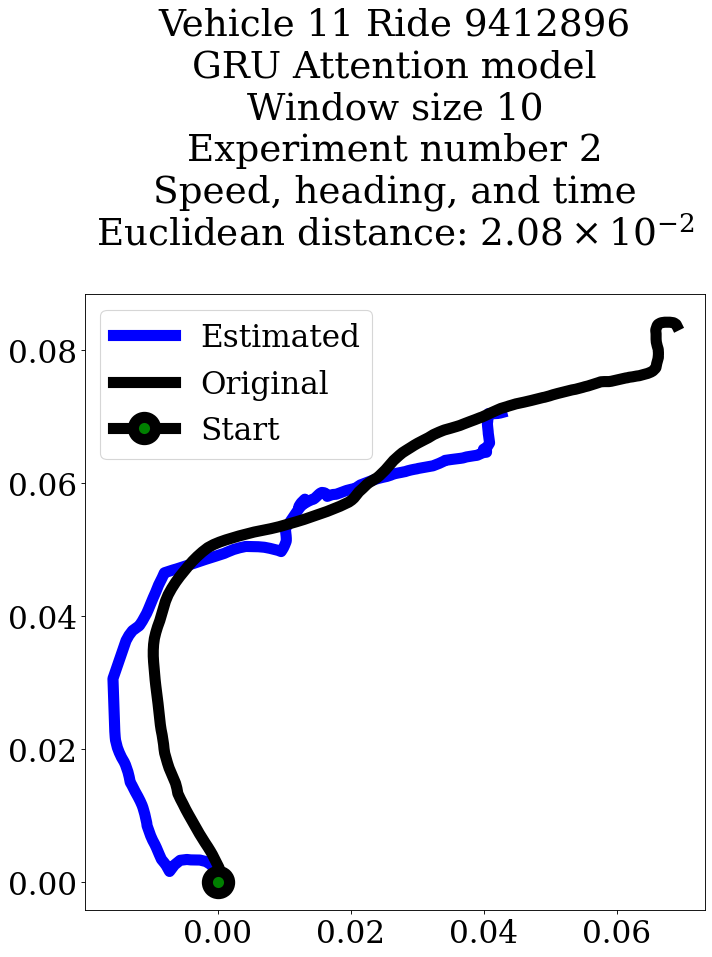 Vehicle 11 Ride 9412896
GRU Attention model
Window size 10
Experiment number 2
Speed, heading, and time
Euclidean distance: 2.08 × 10⁻²
Estimated
Original
Start
0.08
0.06
0.04
0.02
0.00
0.00 0.02 0.04 0.06